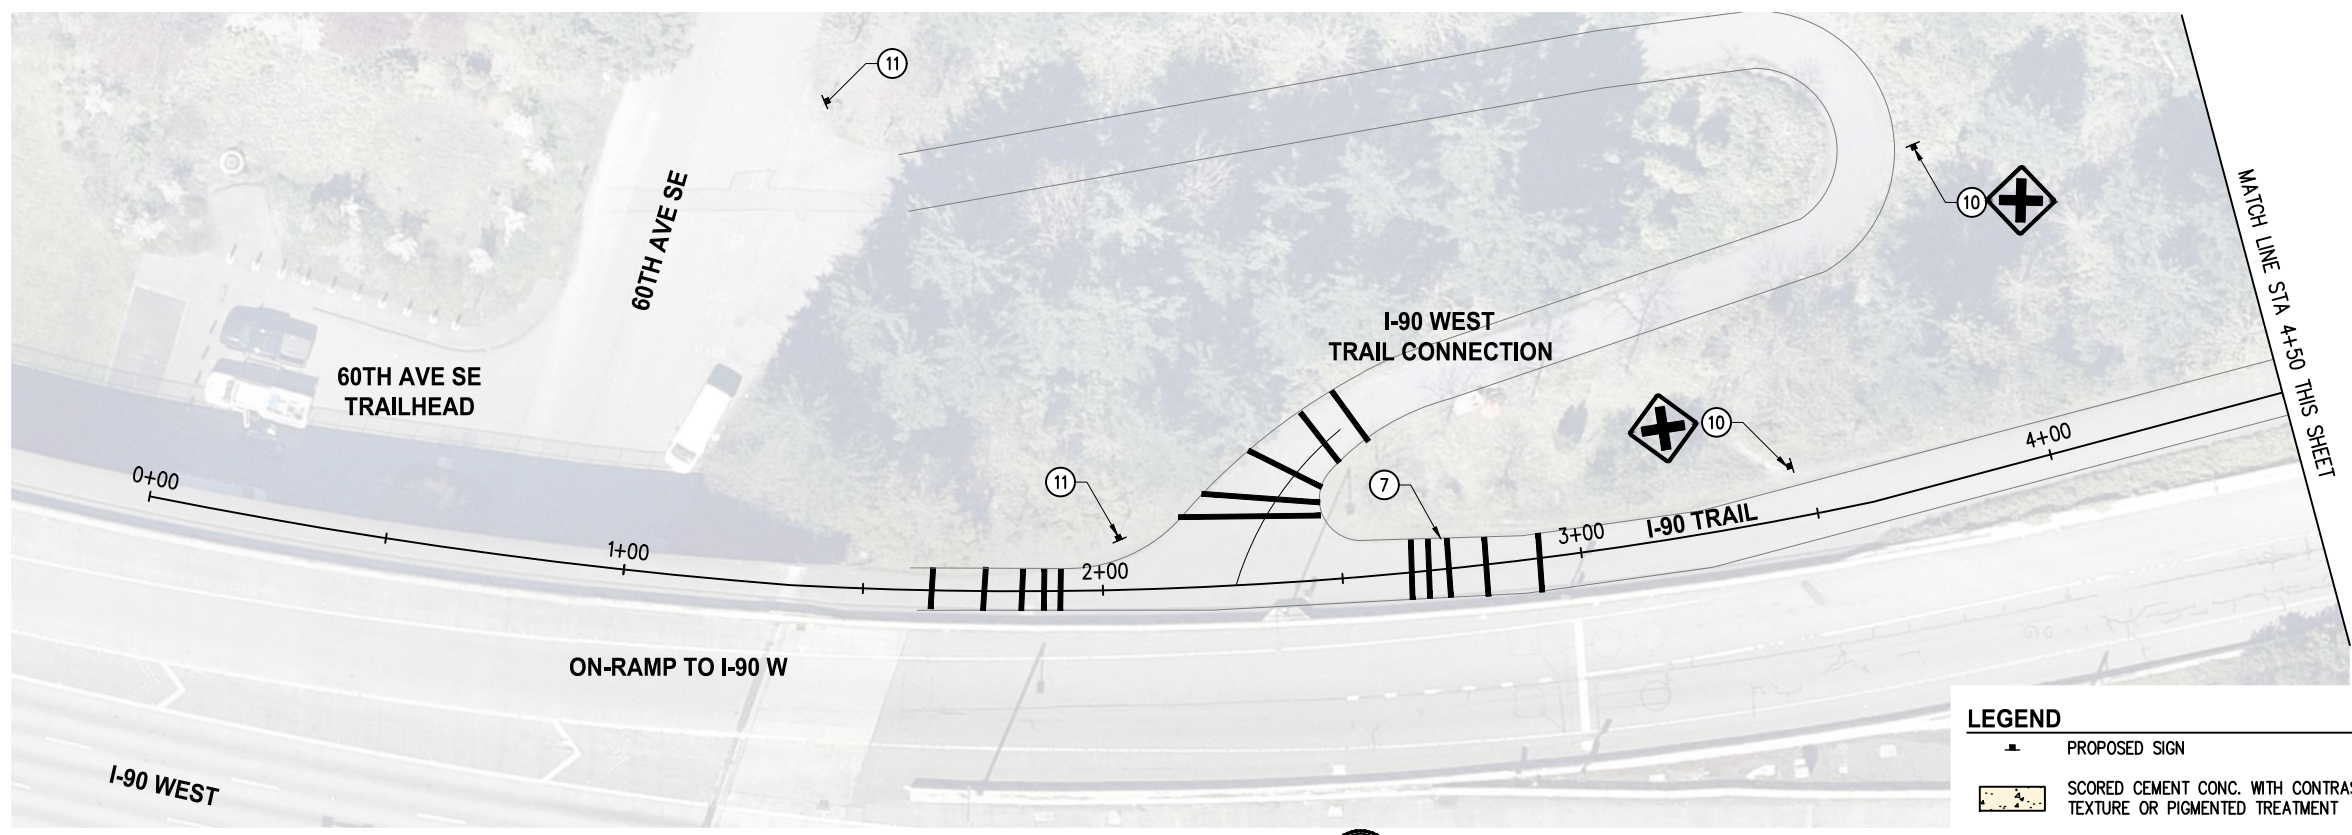 11
60TH AVE SE
10
MATCH LINE STA 4+50 THIS SHEET
I-90 WEST
TRAIL CONNECTION
60TH AVE SE
TRAILHEAD
10
4+00
0+00
11
7
I-90 TRAIL
3+00
1+00
2+00
ON-RAMP TO I-90 W
I-90 WEST
LEGEND
PROPOSED SIGN
SCORED CEMENT CONC. WITH CONTRAS
TEXTURE OR PIGMENTED TREATMENT